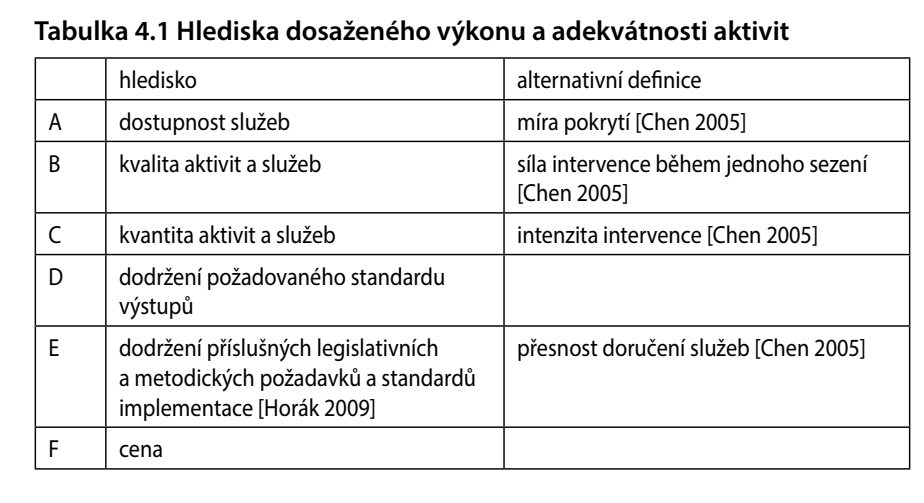 Tabulka 4.1 Hlediska dosaženého výkonu a adekvátnosti aktivit
hledisko alternativní definice
A dostupnost služeb míra pokrytí [Chen 2005]
B kvalita aktivit a služeb síla intervence během jednoho sezení
[Chen 2005]
C kvantita aktivit a služeb intenzita intervence [Chen 2005]
D dodržení požadovaného standardu
výstupů
E dodržení příslušných legislativních přesnost doručení služeb [Chen 2005]
a metodických požadavků a standardů
implementace [Horák 2009]
F cena